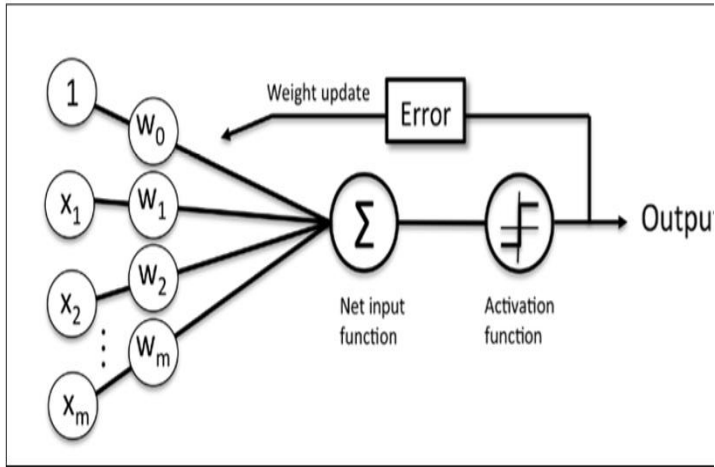 1
w₀
Weight update
Error
x₁
w₁
Σ
Output
x₂
w₂
Net input
function
Activation
function
⋮
wₘ
xₘ